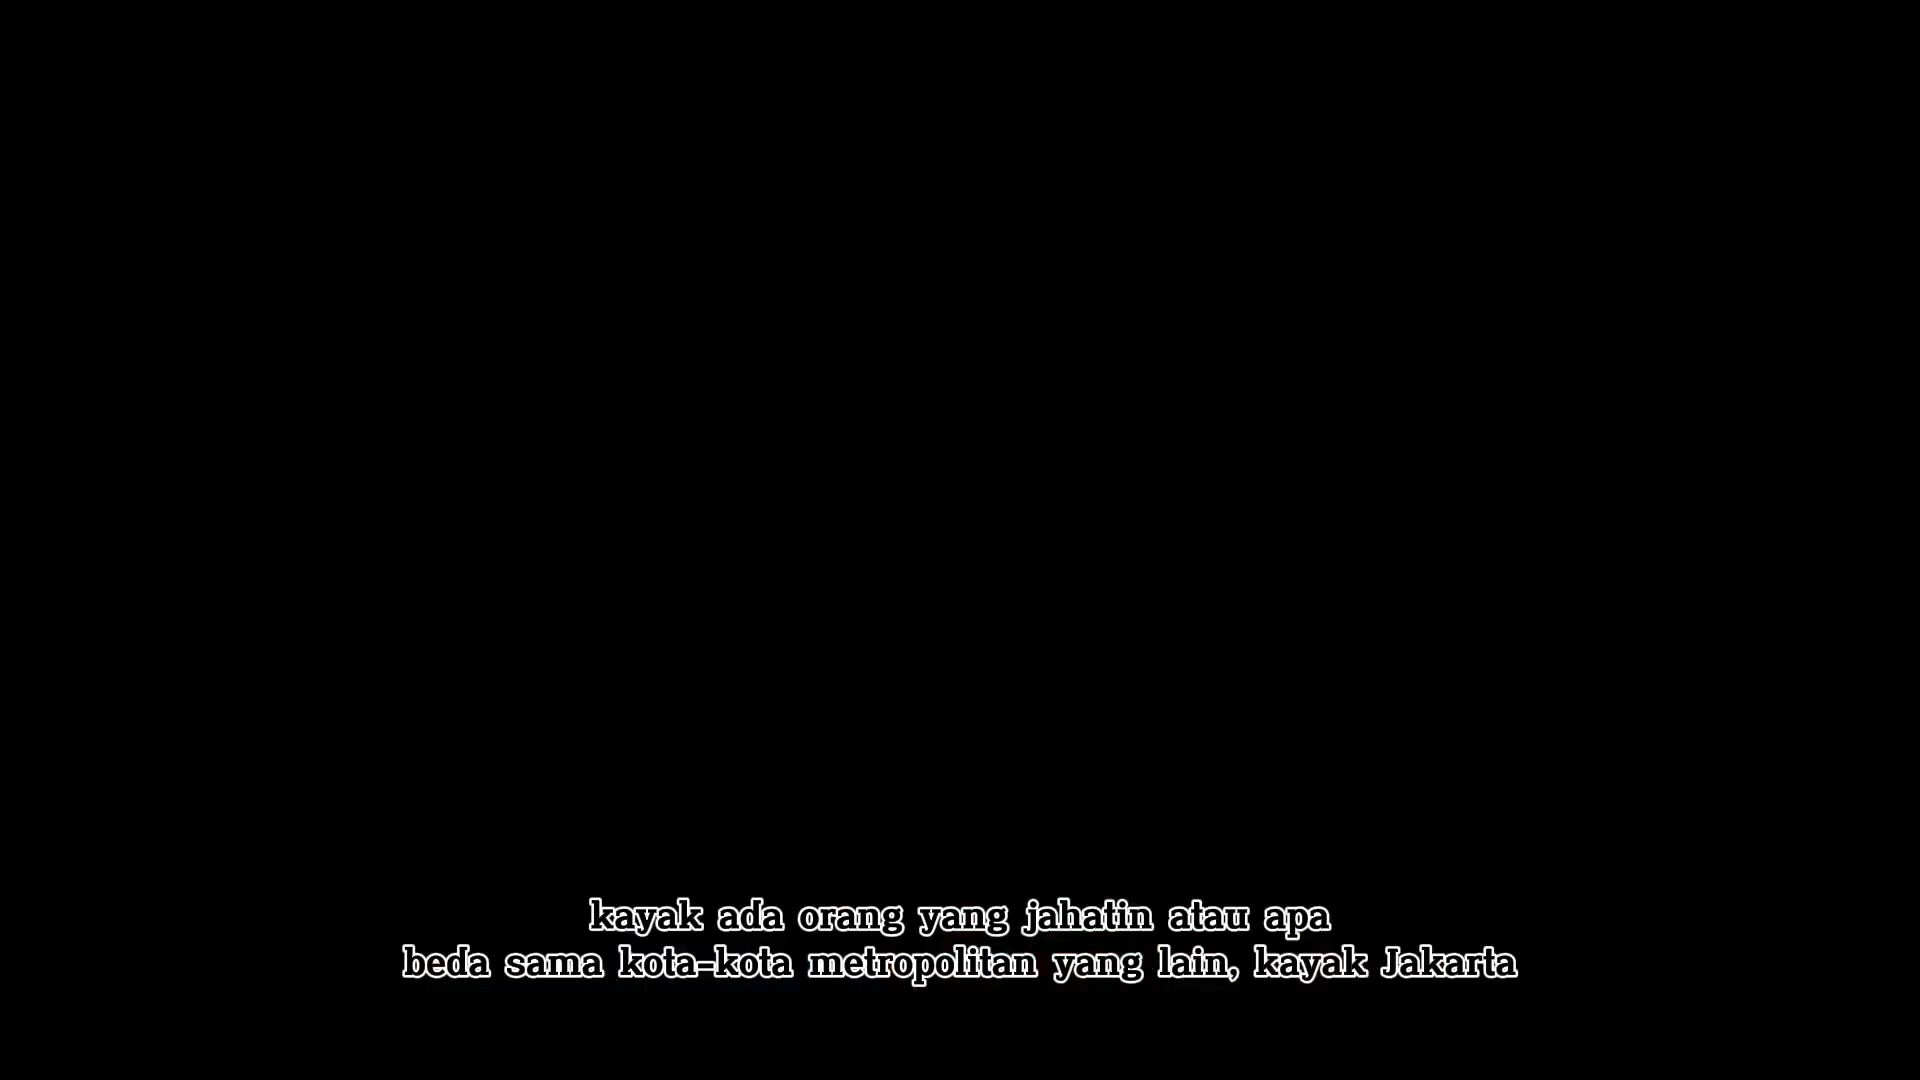 kayak ada orang yang jahatin atau apa
beda sama kota-kota metropolitan yang lain, kayak Jakarta